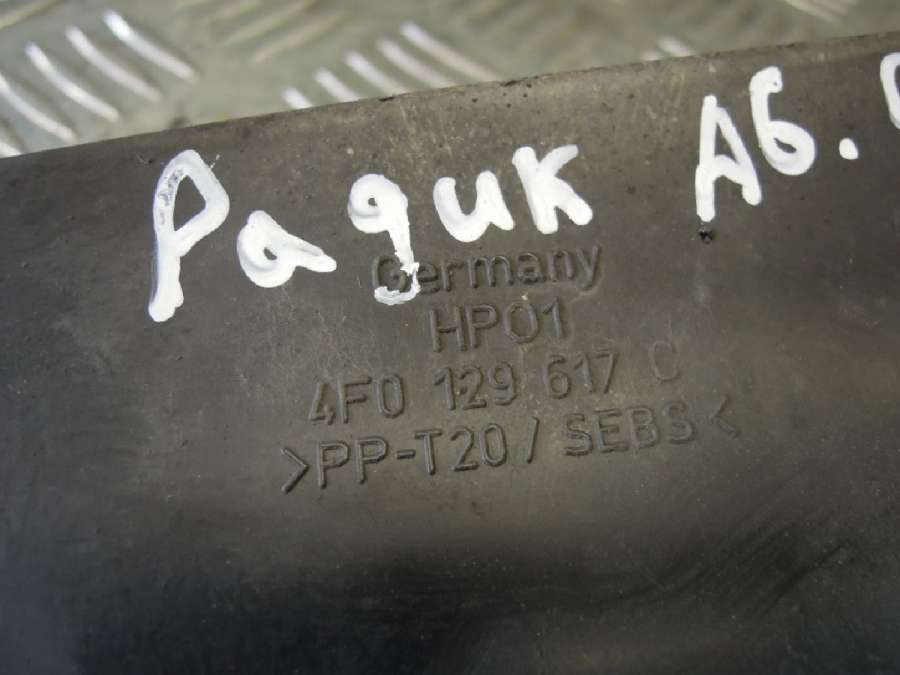 Радик А6.
Germany
HP01
4F0 129 617 C
>PP-T20/SEBS<